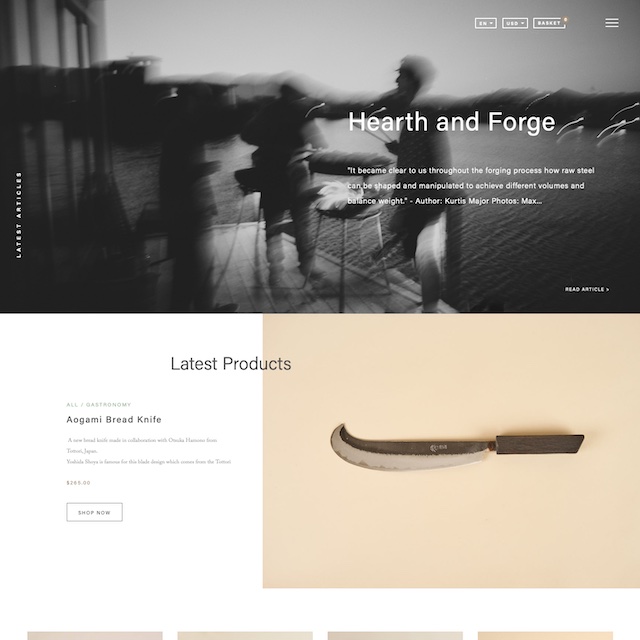 EN
USD
BASKET
Hearth and Forge
"It became clear to us throughout the forging process how raw steel
can be shaped and manipulated to achieve different volumes and
balance weight." - Author: Kurtis Major Photos: Max...
LATEST ARTICLES
READ ARTICLE >
Latest Products
ALL / GASTRONOMY
Aogami Bread Knife
A new bread knife made in collaboration with Otsuka Hamono from
Tottori, Japan.
Yoshida Shoya is famous for this blade design which comes from the Tottori
$265.00
SHOP NOW